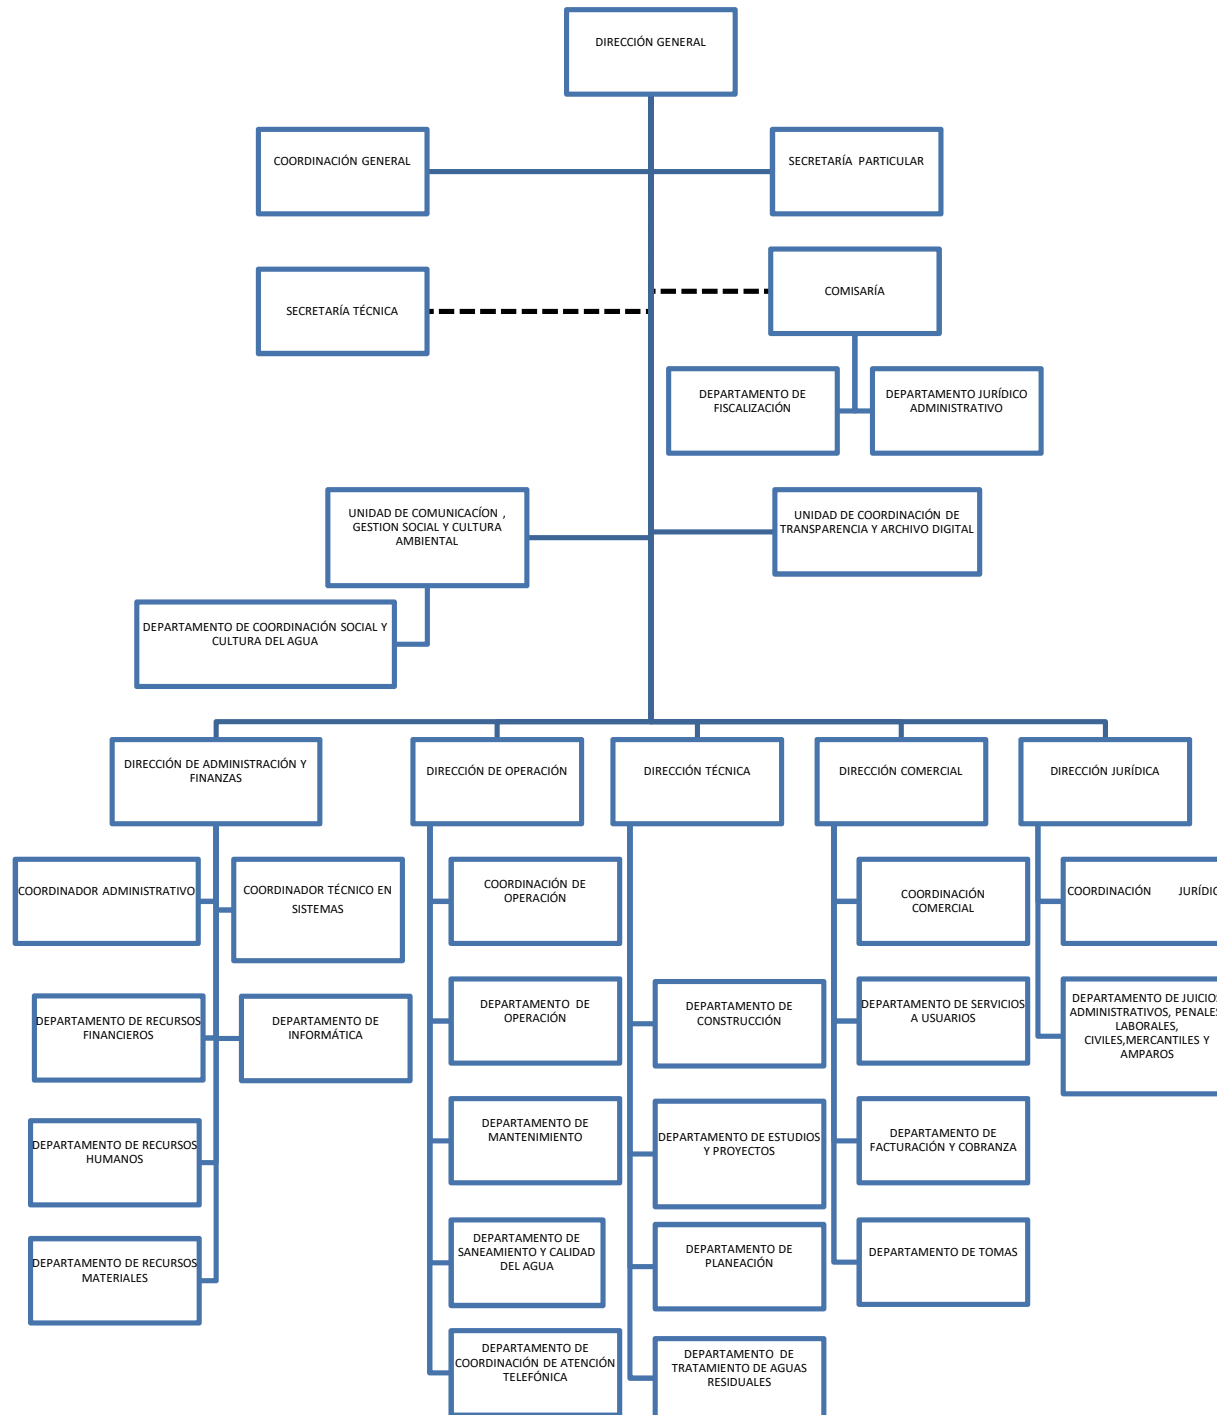 DIRECCIÓN GENERAL
COORDINACIÓN GENERAL
SECRETARÍA PARTICULAR
SECRETARÍA TÉCNICA
COMISARÍA
DEPARTAMENTO DE
FISCALIZACIÓN
DEPARTAMENTO JURÍDICO
ADMINISTRATIVO
UNIDAD DE COMUNICACÍON ,
GESTION SOCIAL Y CULTURA
AMBIENTAL
UNIDAD DE COORDINACIÓN DE
TRANSPARENCIA Y ARCHIVO DIGITAL
DEPARTAMENTO DE COORDINACIÓN SOCIAL Y
CULTURA DEL AGUA
DIRECCIÓN DE ADMINISTRACIÓN Y
FINANZAS
DIRECCIÓN DE OPERACIÓN
DIRECCIÓN TÉCNICA
DIRECCIÓN COMERCIAL
DIRECCIÓN JURÍDICA
COORDINADOR ADMINISTRATIVO
COORDINADOR TÉCNICO EN
SISTEMAS
COORDINACIÓN DE
OPERACIÓN
COORDINACIÓN
COMERCIAL
COORDINACIÓN JURÍDIC
DEPARTAMENTO DE RECURSOS
FINANCIEROS
DEPARTAMENTO DE
INFORMÁTICA
DEPARTAMENTO DE
OPERACIÓN
DEPARTAMENTO DE
CONSTRUCCIÓN
DEPARTAMENTO DE SERVICIOS
A USUARIOS
DEPARTAMENTO DE JUICIOS
ADMINISTRATIVOS, PENALES
LABORALES,
CIVILES,MERCANTILES Y
AMPAROS
DEPARTAMENTO DE RECURSOS
HUMANOS
DEPARTAMENTO DE
MANTENIMIENTO
DEPARTAMENTO DE ESTUDIOS
Y PROYECTOS
DEPARTAMENTO DE
FACTURACIÓN Y COBRANZA
DEPARTAMENTO DE RECURSOS
MATERIALES
DEPARTAMENTO DE
SANEAMIENTO Y CALIDAD
DEL AGUA
DEPARTAMENTO DE
PLANEACIÓN
DEPARTAMENTO DE TOMAS
DEPARTAMENTO DE
COORDINACIÓN DE ATENCIÓN
TELEFÓNICA
DEPARTAMENTO DE
TRATAMIENTO DE AGUAS
RESIDUALES